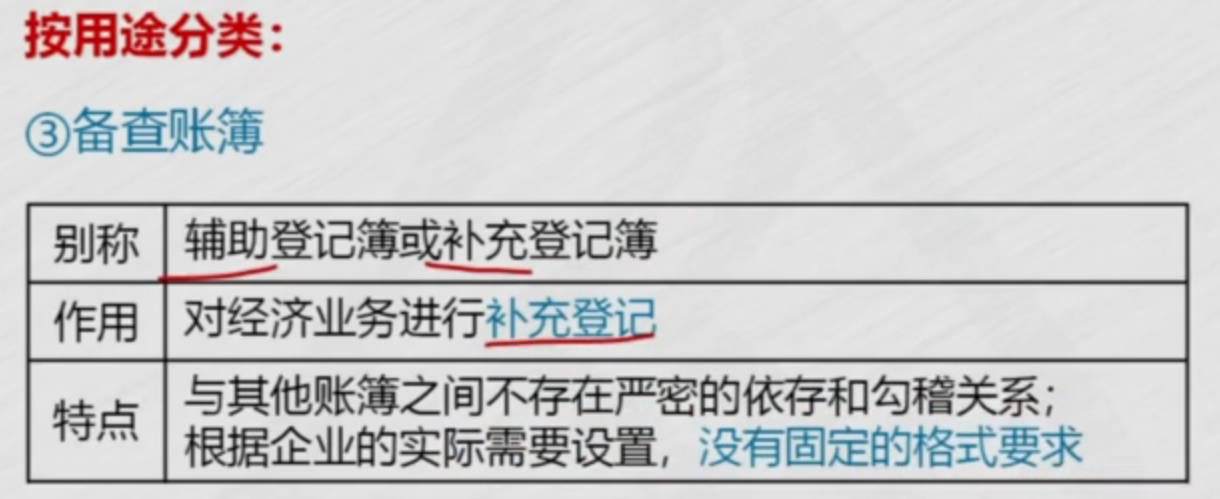 按用途分类：
③备查账簿
别称 辅助登记簿或补充登记簿
作用 对经济业务进行补充登记
特点 与其他账簿之间不存在严密的依存和勾稽关系；
根据企业的实际需要设置，没有固定的格式要求